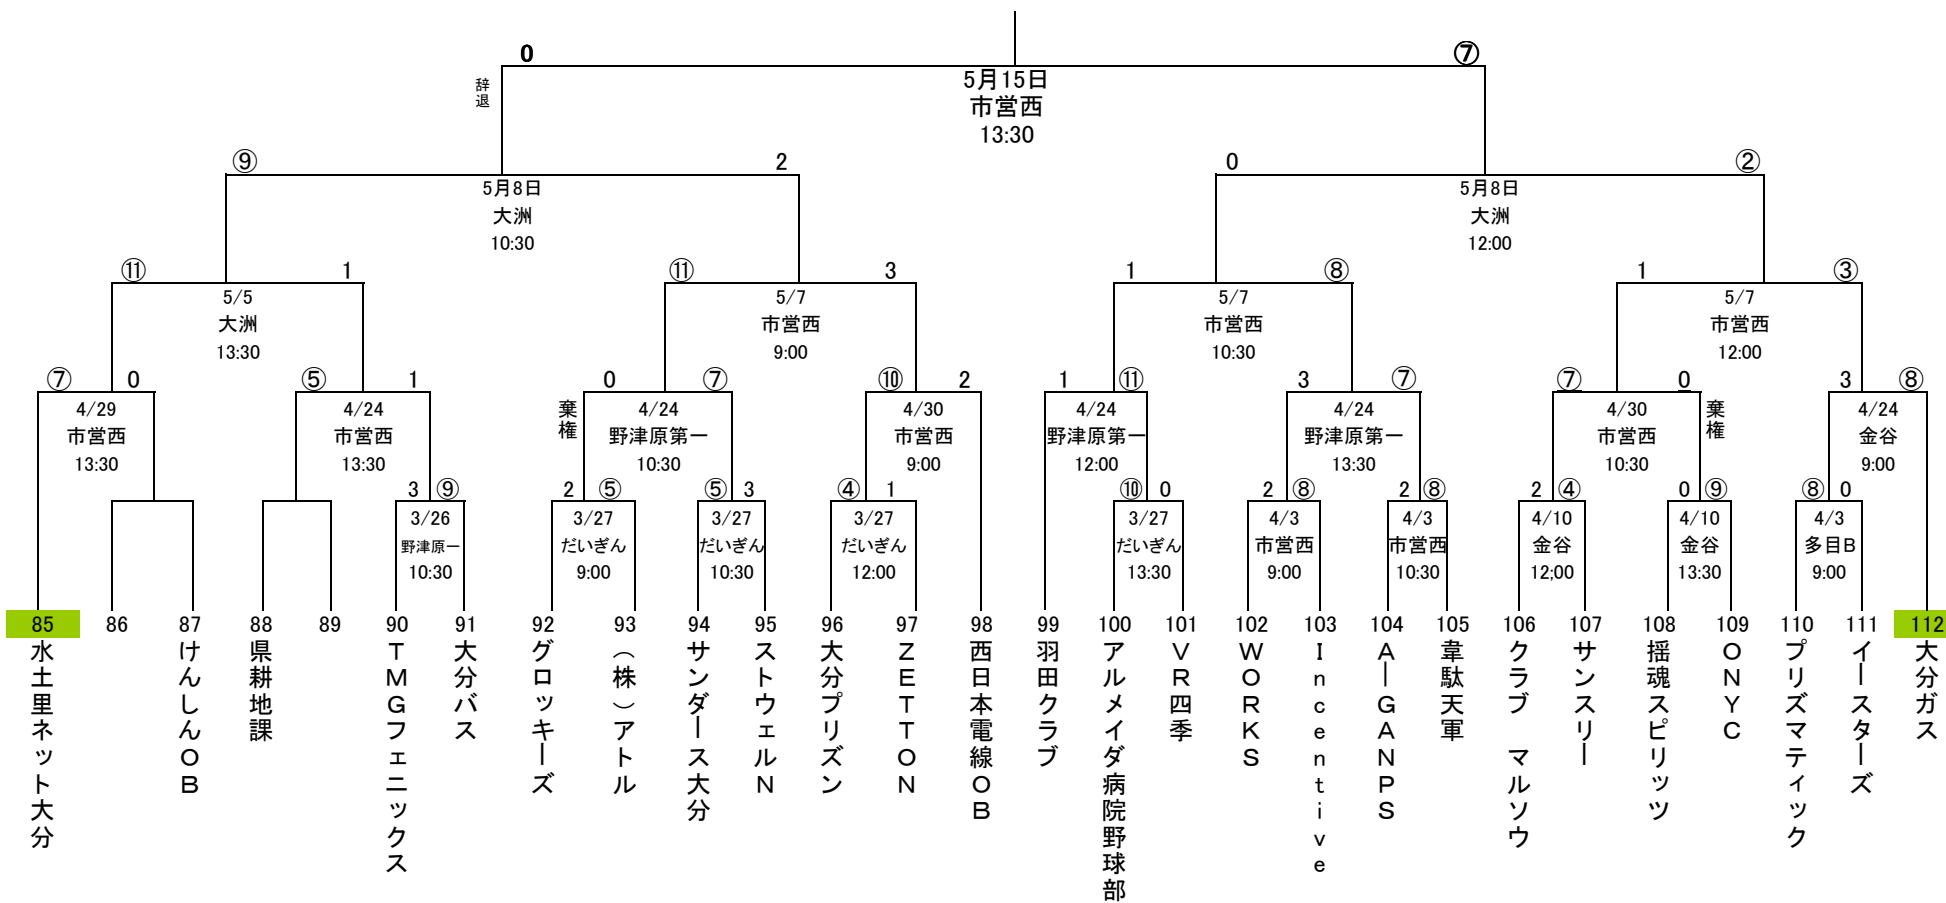 0 ⑦
辞退
5月15日
市営西
13:30
⑨ 2 0 ②
5月8日 5月8日
大洲 大洲
10:30 12:00
⑪ 1 ⑪ 3 1 ⑧ 1 ③
5/5 5/7 5/7 5/7
大洲 市営西 市営西 市営西
13:30 9:00 10:30 12:00
⑦ 0 ⑤ 1 0 ⑦ ⑩ 2 1 ⑪ 3 ⑦ ⑦ 0 3 ⑧
棄権 棄権
4/29 4/24 4/24 4/30 4/24 4/24 4/30 4/24
市営西 市営西 野津原第一 市営西 野津原第一 野津原第一 市営西 金谷
13:30 13:30 10:30 9:00 12:00 13:30 10:30 9:00
3 ⑨ 2 ⑤ ⑤ 3 ④ 1 ⑩ 0 2 ⑧ 2 ⑧ 2 ④ 0 ⑨ ⑧ 0
3/26 3/27 3/27 3/27 3/27 4/3 4/3 4/10 4/10 4/3
野津原一 だいぎん だいぎん だいぎん だいぎん 市営西 市営西 金谷 金谷 多目B
10:30 9:00 10:30 12:00 13:30 9:00 10:30 12;00 13:30 9:00
85 86 87 88 89 90 91 92 93 94 95 96 97 98 99 100 101 102 103 104 105 106 107 108 109 110 111 112
水土里ネット大分
けんしんOB
県耕地課
TMGフェニックス
大分バス
グロッキーズ
(株)アトル
サンダース大分
ストウェルN
大分プリズン
ZETTON
西日本電線OB
羽田クラブ
アルメイダ病院野球部
VR四季
WORKS
Incentive
A―GANPS
韋駄天軍
クラブ マルソウ
サンスリー
揺魂スピリッツ
ONYC
プリズマティック
イースターズ
大分ガス